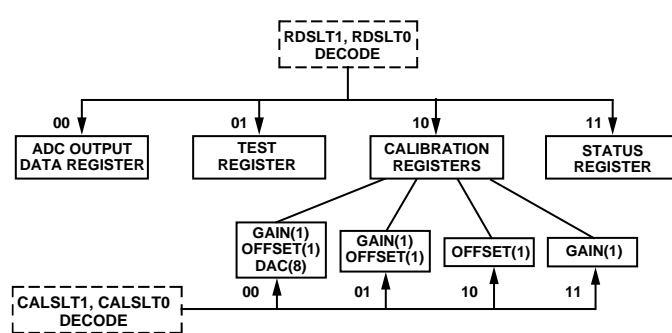 RDSLT1, RDSLT0
DECODE
00
01
10
11
ADC OUTPUT
DATA REGISTER
TEST
REGISTER
CALIBRATION
REGISTERS
STATUS
REGISTER
GAIN(1)
OFFSET(1)
DAC(8)
GAIN(1)
OFFSET(1)
OFFSET(1)
GAIN(1)
00
01
10
11
CALSLT1, CALSLT0
DECODE